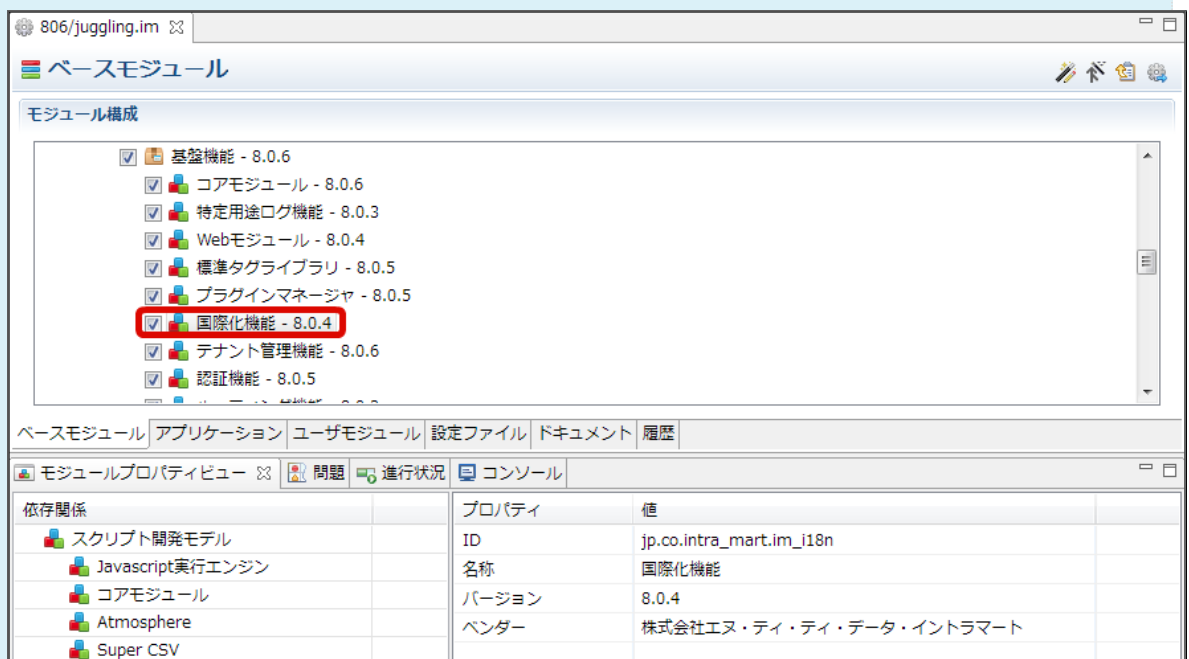 806/juggling.im
ベースモジュール
モジュール構成
基盤機能 - 8.0.6
コアモジュール - 8.0.6
特定用途ログ機能 - 8.0.3
Webモジュール - 8.0.4
標準タグライブラリ - 8.0.5
プラグインマネージャ - 8.0.5
国際化機能 - 8.0.4
テナント管理機能 - 8.0.6
認証機能 - 8.0.5
ベースモジュール アプリケーション ユーザモジュール 設定ファイル ドキュメント 履歴
モジュールプロパティビュー 問題 進行状況 コンソール
依存関係 プロパティ 値
スクリプト開発モデル ID jp.co.intra_mart.im_i18n
Javascript実行エンジン 名称 国際化機能
コアモジュール バージョン 8.0.4
Atmosphere ベンダー 株式会社エヌ・ティ・ティ・データ・イントラマート
Super CSV